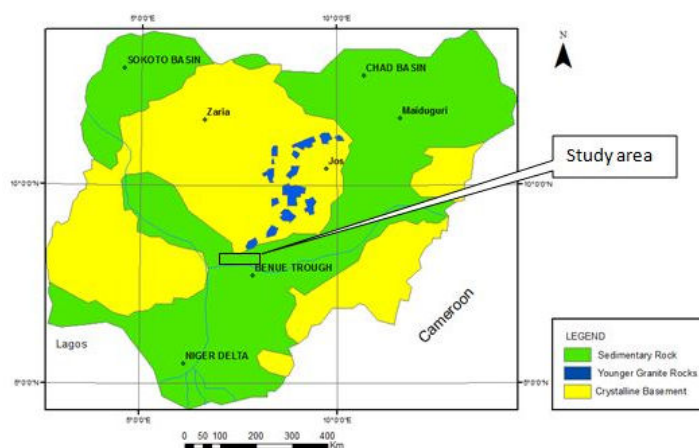 5°0'0"E 10°0'0"E
N
SOKOTO BASIN
CHAD BASIN
Zaria
Maiduguri
Jos
Study area
10°0'0"N 10°0'0"N
BENUE TROUGH
Cameroon
Lagos
NIGER DELTA
LEGEND
Sedimentary Rock
Younger Granite Rocks
Crystalline Basement
5°0'0"N 5°0'0"N
5°0'0"E 10°0'0"E
0 50 100 200 300 400
Km